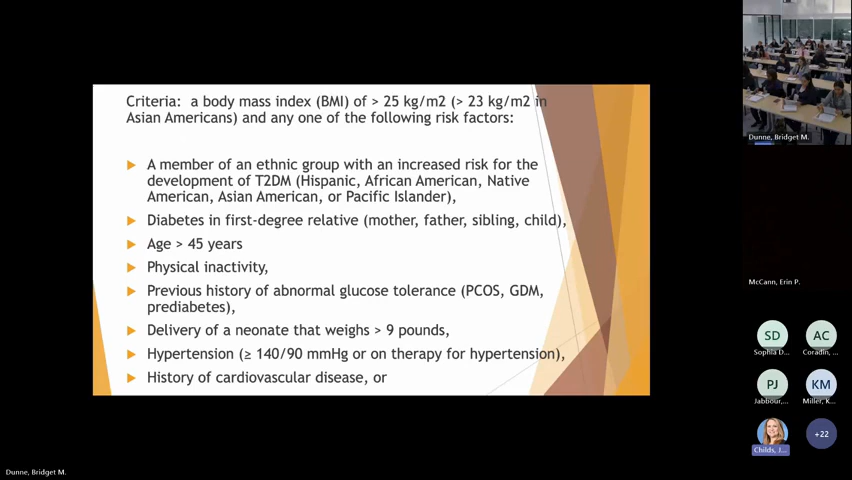 Criteria: a body mass index (BMI) of > 25 kg/m2 (> 23 kg/m2 in
Asian Americans) and any one of the following risk factors:
A member of an ethnic group with an increased risk for the
development of T2DM (Hispanic, African American, Native
American, Asian American, or Pacific Islander),
Diabetes in first-degree relative (mother, father, sibling, child),
Age > 45 years
Physical inactivity,
Previous history of abnormal glucose tolerance (PCOS, GDM,
prediabetes),
Delivery of a neonate that weighs > 9 pounds,
Hypertension (≥ 140/90 mmHg or on therapy for hypertension),
History of cardiovascular disease, or
Dunne, Bridget M.
McCann, Erin P.
SD
AC
Sophia D...
Coradin, ...
PJ
KM
Jabbour,...
Miller, K...
+22
Childs, J...
Dunne, Bridget M.